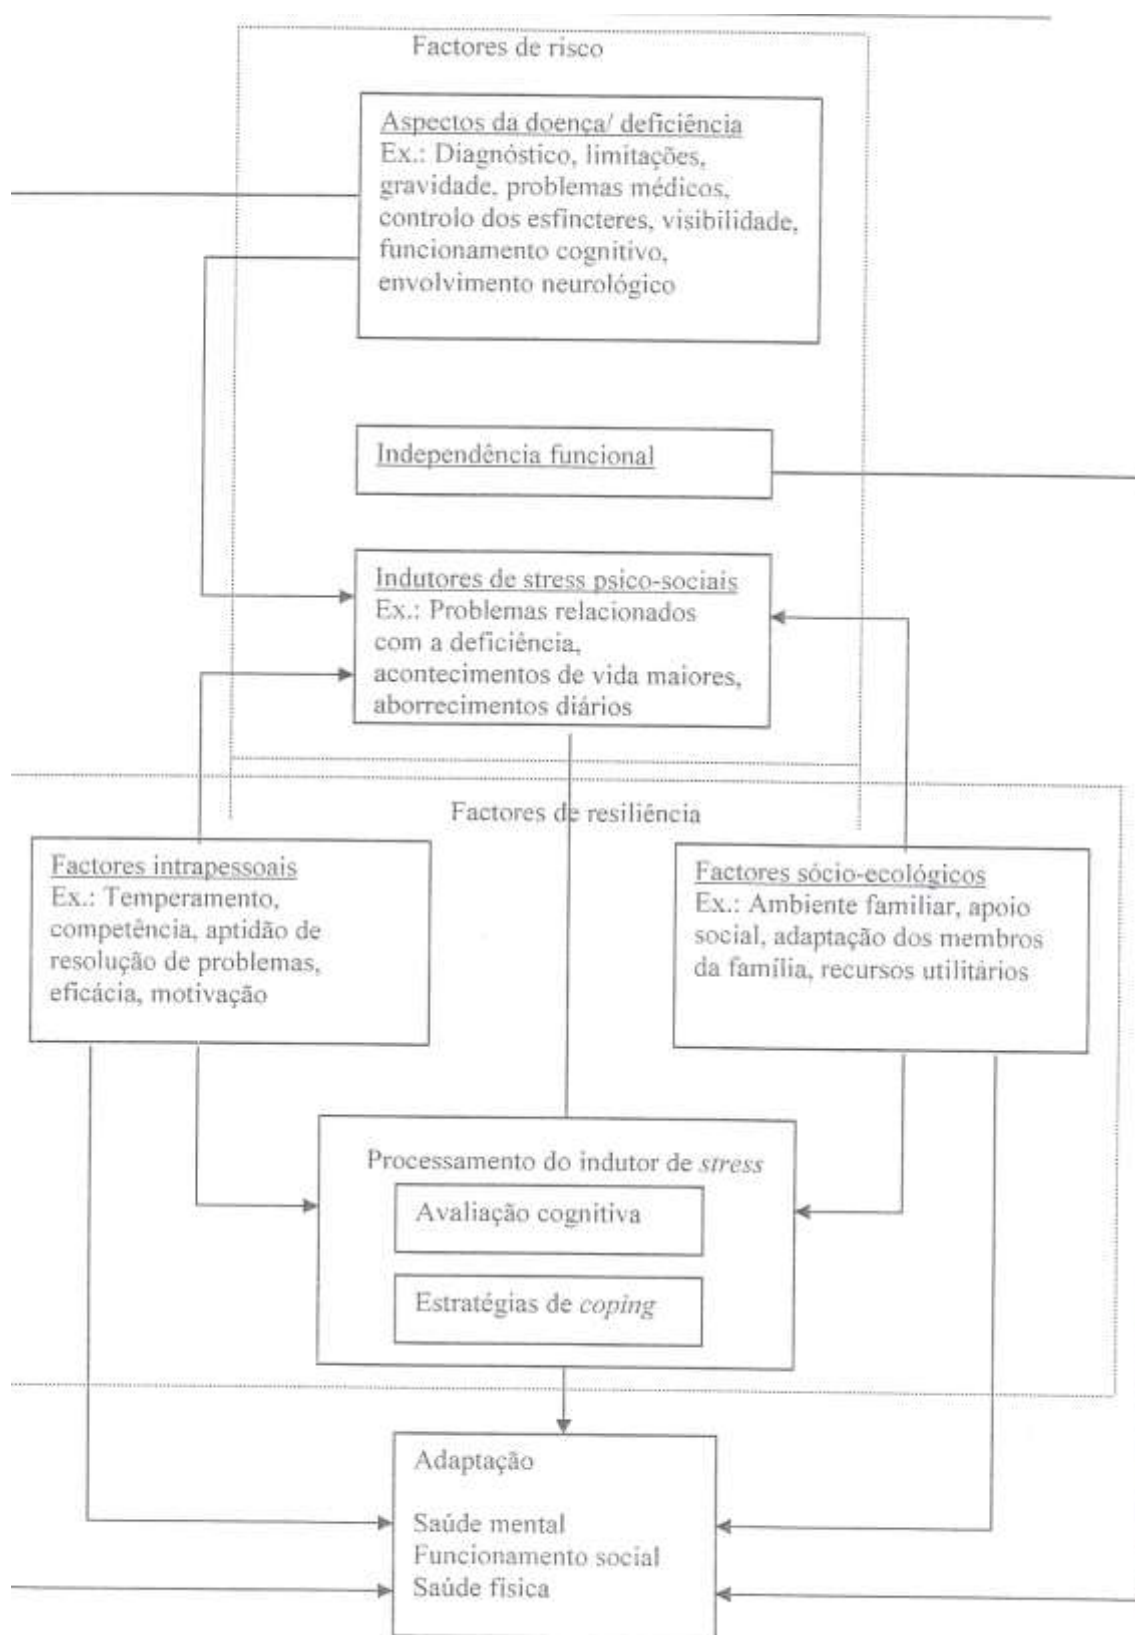 Factores de risco
Aspectos da doença/ deficiência
Ex.: Diagnóstico, limitações,
gravidade, problemas médicos,
controlo dos esfincteres, visibilidade,
funcionamento cognitivo,
envolvimento neurológico
Independência funcional
Indutores de stress psico-sociais
Ex.: Problemas relacionados
com a deficiência,
acontecimentos de vida maiores,
aborrecimentos diários
Factores de resiliência
Factores intrapessoais
Ex.: Temperamento,
competência, aptidão de
resolução de problemas,
eficácia, motivação
Factores sócio-ecológicos
Ex.: Ambiente familiar, apoio
social, adaptação dos membros
da família, recursos utilitários
Processamento do indutor de stress
Avaliação cognitiva
Estratégias de coping
Adaptação
Saúde mental
Funcionamento social
Saúde física